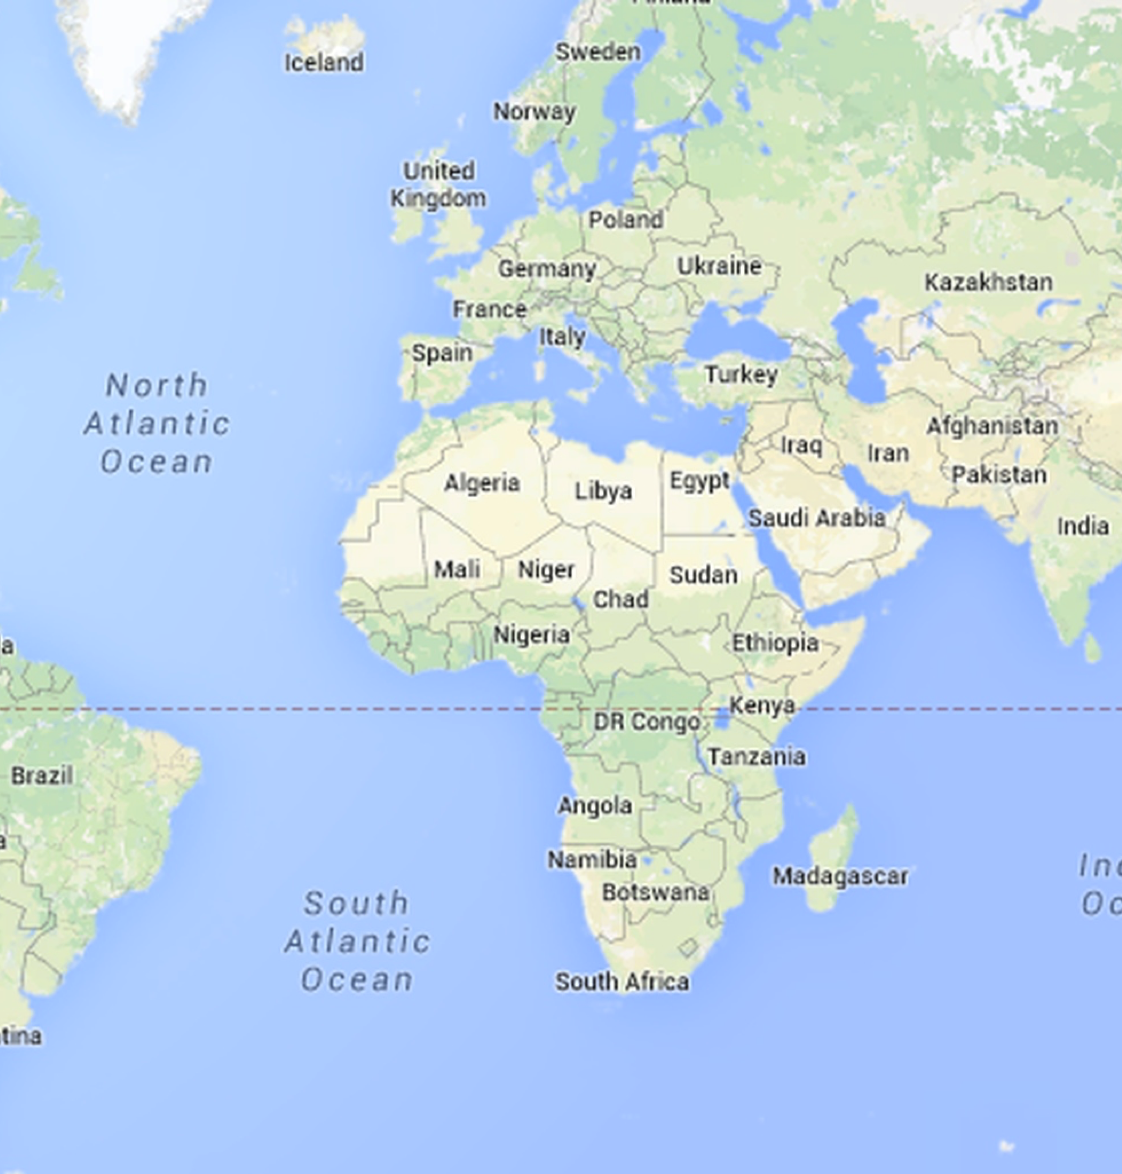 Iceland
Sweden
Norway
United
Kingdom
Poland
Germany
Ukraine
Kazakhstan
France
Italy
Spain
Turkey
North
Atlantic
Ocean
Afghanistan
Iraq
Iran
Pakistan
Algeria
Libya
Egypt
Saudi Arabia
India
Mali
Niger
Sudan
Chad
Nigeria
Ethiopia
a
Kenya
DR Congo
Tanzania
Brazil
Angola
a
Namibia
Botswana
Madagascar
South
Atlantic
Ocean
Inc
Oc
South Africa
tina